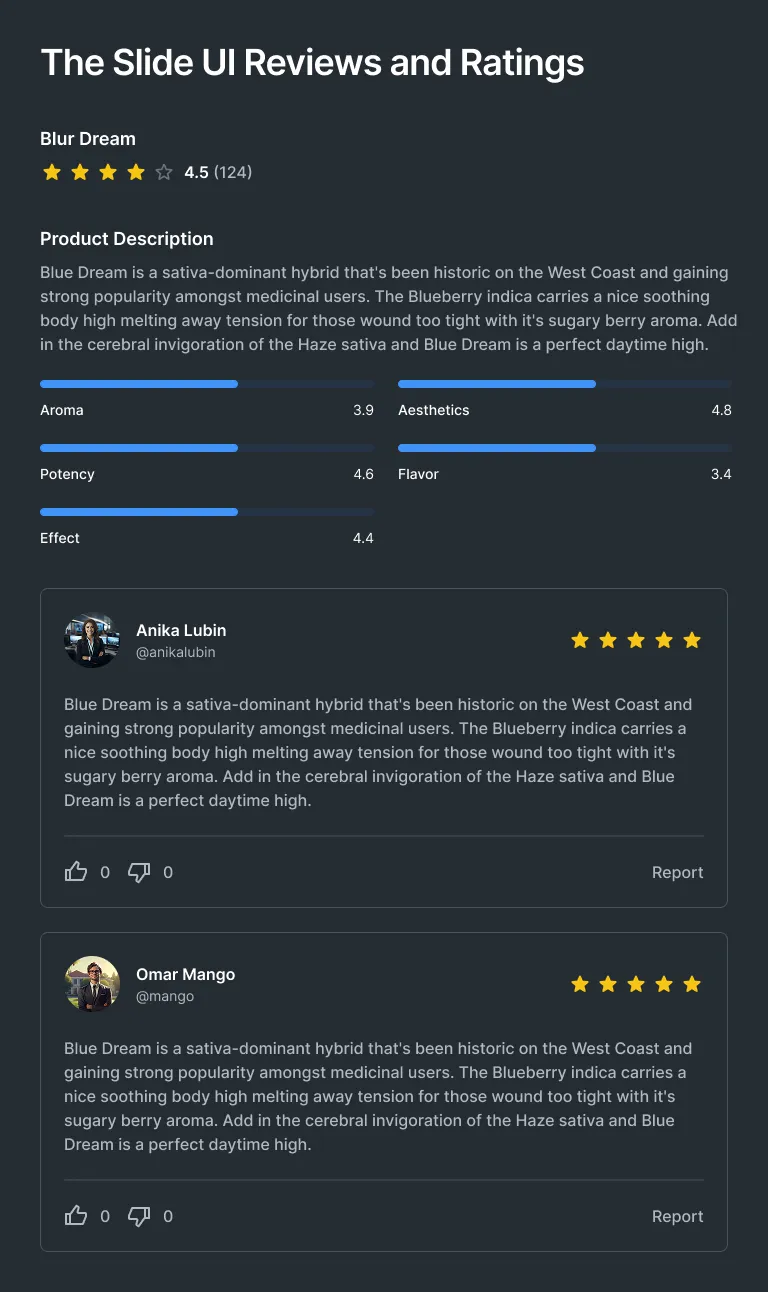 The Slide UI Reviews and Ratings
Blur Dream
4.5 (124)
Product Description
Blue Dream is a sativa-dominant hybrid that's been historic on the West Coast and gaining
strong popularity amongst medicinal users. The Blueberry indica carries a nice soothing
body high melting away tension for those wound too tight with it's sugary berry aroma. Add
in the cerebral invigoration of the Haze sativa and Blue Dream is a perfect daytime high.
Aroma 3.9
Aesthetics 4.8
Potency 4.6
Flavor 3.4
Effect 4.4
Anika Lubin
@anikalubin
Blue Dream is a sativa-dominant hybrid that's been historic on the West Coast and
gaining strong popularity amongst medicinal users. The Blueberry indica carries a
nice soothing body high melting away tension for those wound too tight with it's
sugary berry aroma. Add in the cerebral invigoration of the Haze sativa and Blue
Dream is a perfect daytime high.
0 0 Report
Omar Mango
@mango
Blue Dream is a sativa-dominant hybrid that's been historic on the West Coast and
gaining strong popularity amongst medicinal users. The Blueberry indica carries a
nice soothing body high melting away tension for those wound too tight with it's
sugary berry aroma. Add in the cerebral invigoration of the Haze sativa and Blue
Dream is a perfect daytime high.
0 0 Report